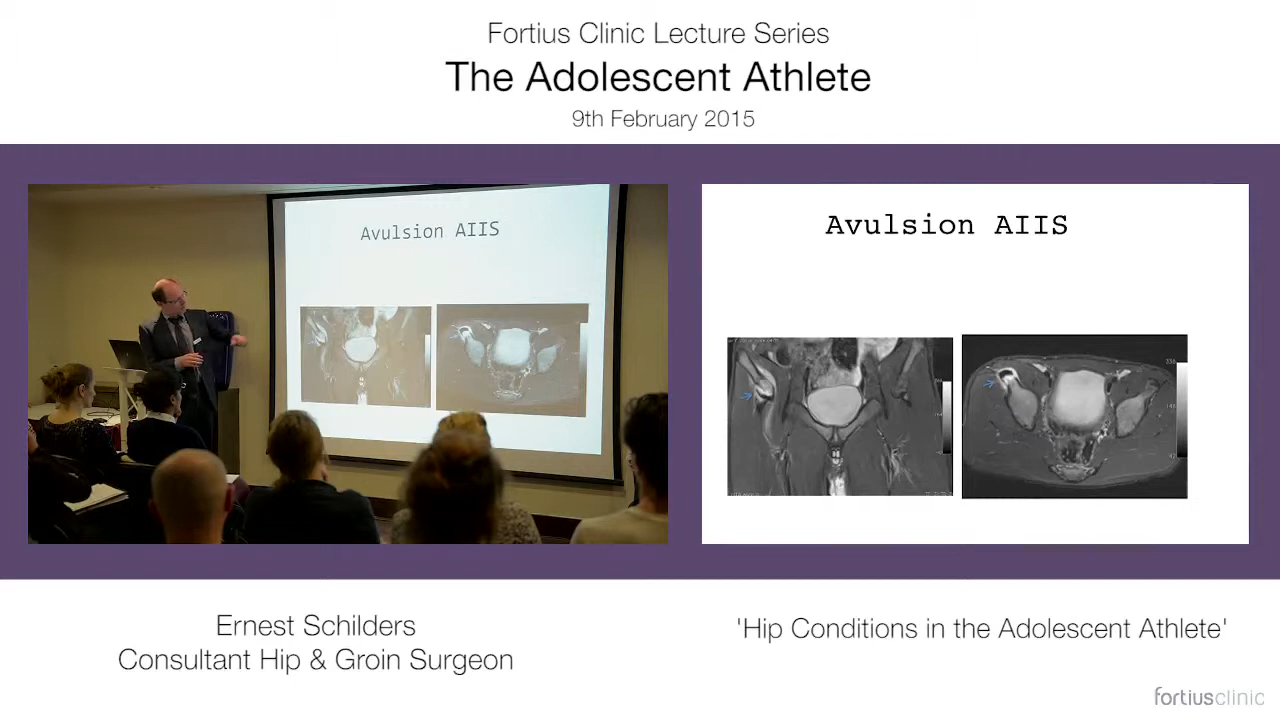 Fortius Clinic Lecture Series
The Adolescent Athlete
9th February 2015
Avulsion AIIS
Avulsion AIIS
Ernest Schilders
Consultant Hip & Groin Surgeon
'Hip Conditions in the Adolescent Athlete'
fortiusclinic